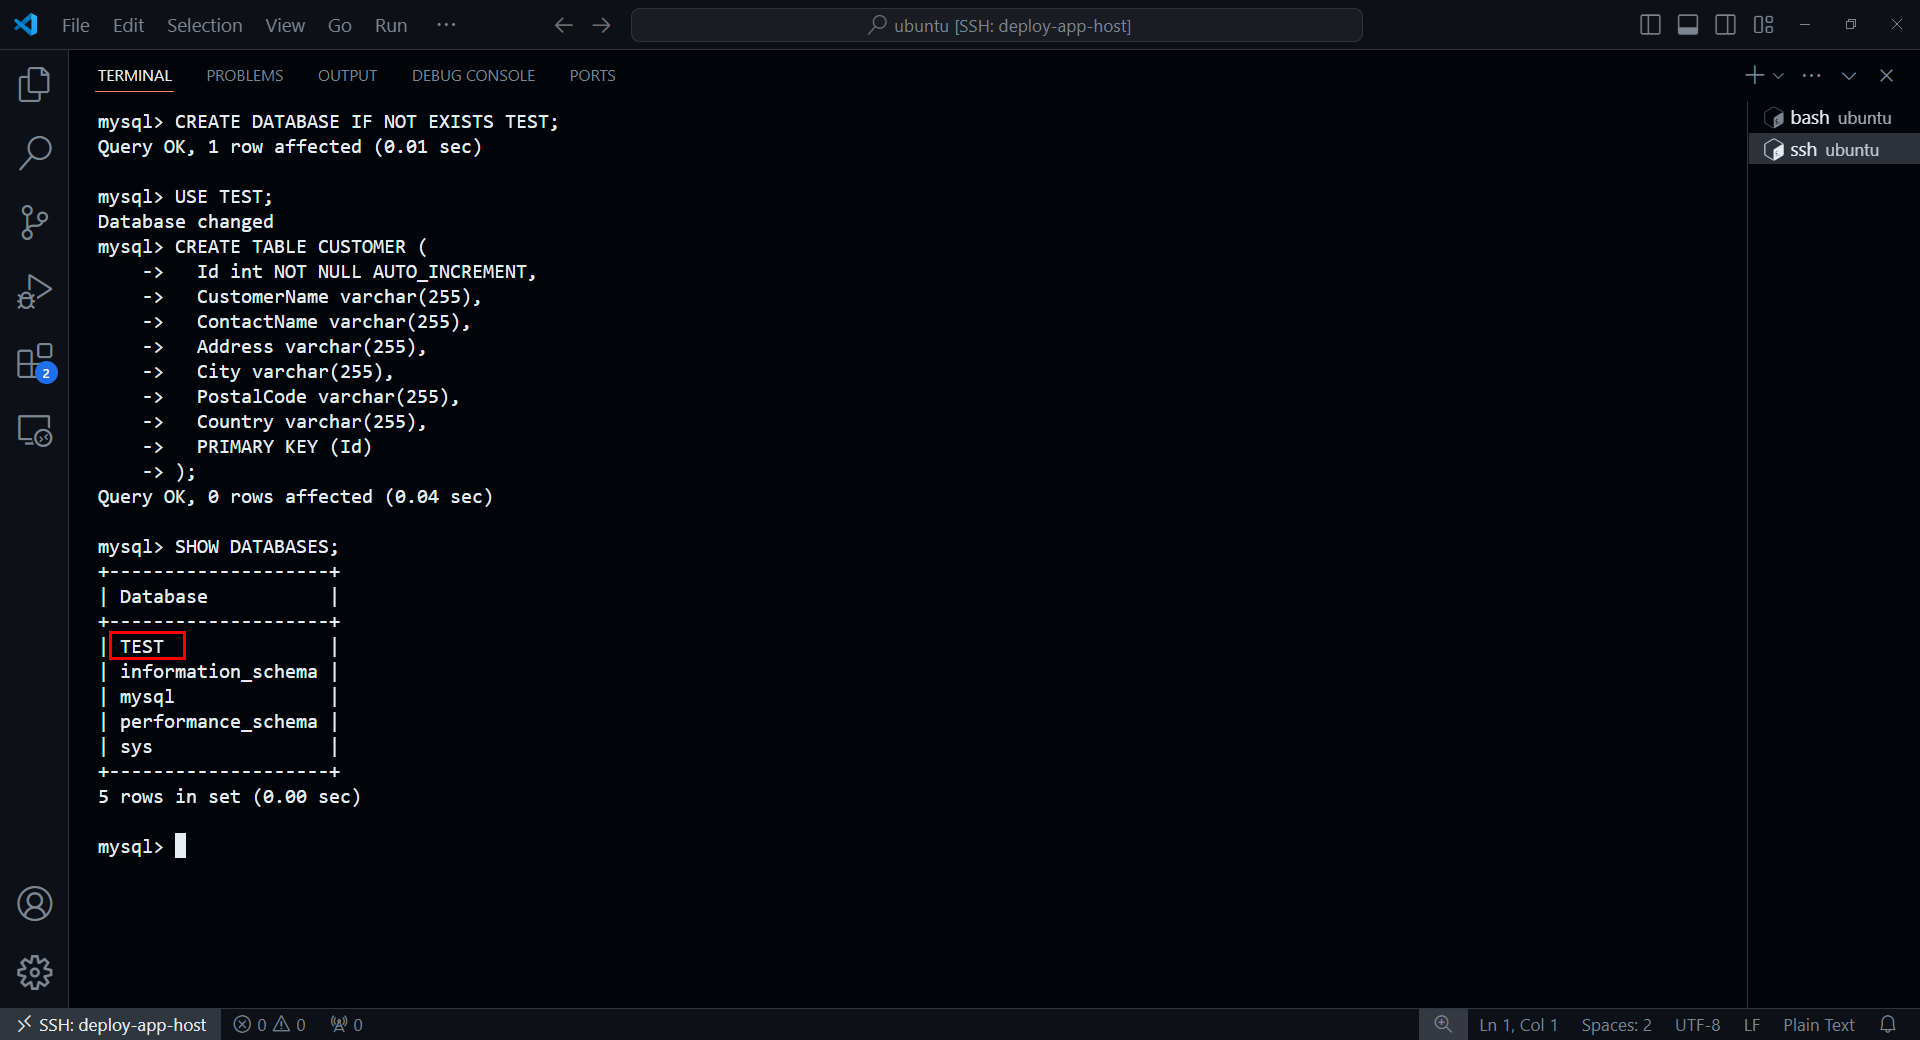 File Edit Selection View Go Run ···
ubuntu [SSH: deploy-app-host]
TERMINAL PROBLEMS OUTPUT DEBUG CONSOLE PORTS
mysql> CREATE DATABASE IF NOT EXISTS TEST;
Query OK, 1 row affected (0.01 sec)
mysql> USE TEST;
Database changed
mysql> CREATE TABLE CUSTOMER (
    ->   Id int NOT NULL AUTO_INCREMENT,
    ->   CustomerName varchar(255),
    ->   ContactName varchar(255),
    ->   Address varchar(255),
    ->   City varchar(255),
    ->   PostalCode varchar(255),
    ->   Country varchar(255),
    ->   PRIMARY KEY (Id)
    -> );
Query OK, 0 rows affected (0.04 sec)
mysql> SHOW DATABASES;
+--------------------+
| Database           |
+--------------------+
| TEST               |
| information_schema |
| mysql              |
| performance_schema |
| sys                |
+--------------------+
5 rows in set (0.00 sec)
mysql>
bash ubuntu
ssh ubuntu
2
SSH: deploy-app-host 0 0 0 Ln 1, Col 1 Spaces: 2 UTF-8 LF Plain Text